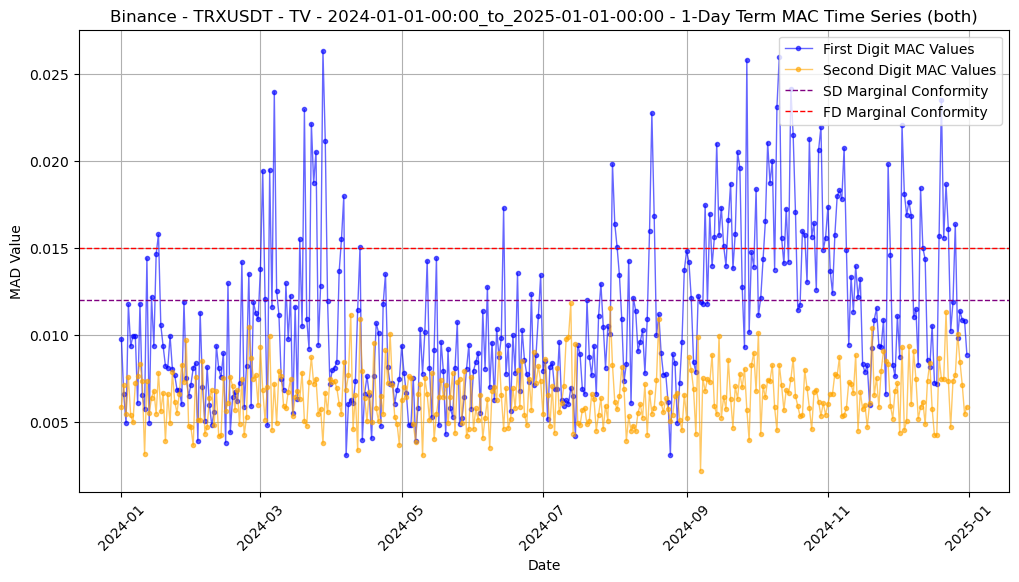 Binance - TRXUSDT - TV - 2024-01-01-00:00_to_2025-01-01-00:00 - 1-Day Term MAC Time Series (both)
First Digit MAC Values
Second Digit MAC Values
SD Marginal Conformity
FD Marginal Conformity
MAD Value
0.025
0.020
0.015
0.010
0.005
2024-01
2024-03
2024-05
2024-07
2024-09
2024-11
2025-01
Date